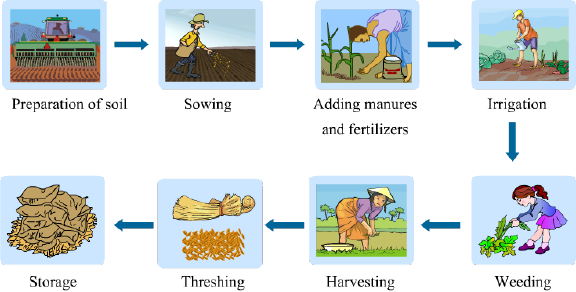 Preparation of soil
Sowing
Adding manures
and fertilizers
Irrigation
Storage
Threshing
Harvesting
Weeding